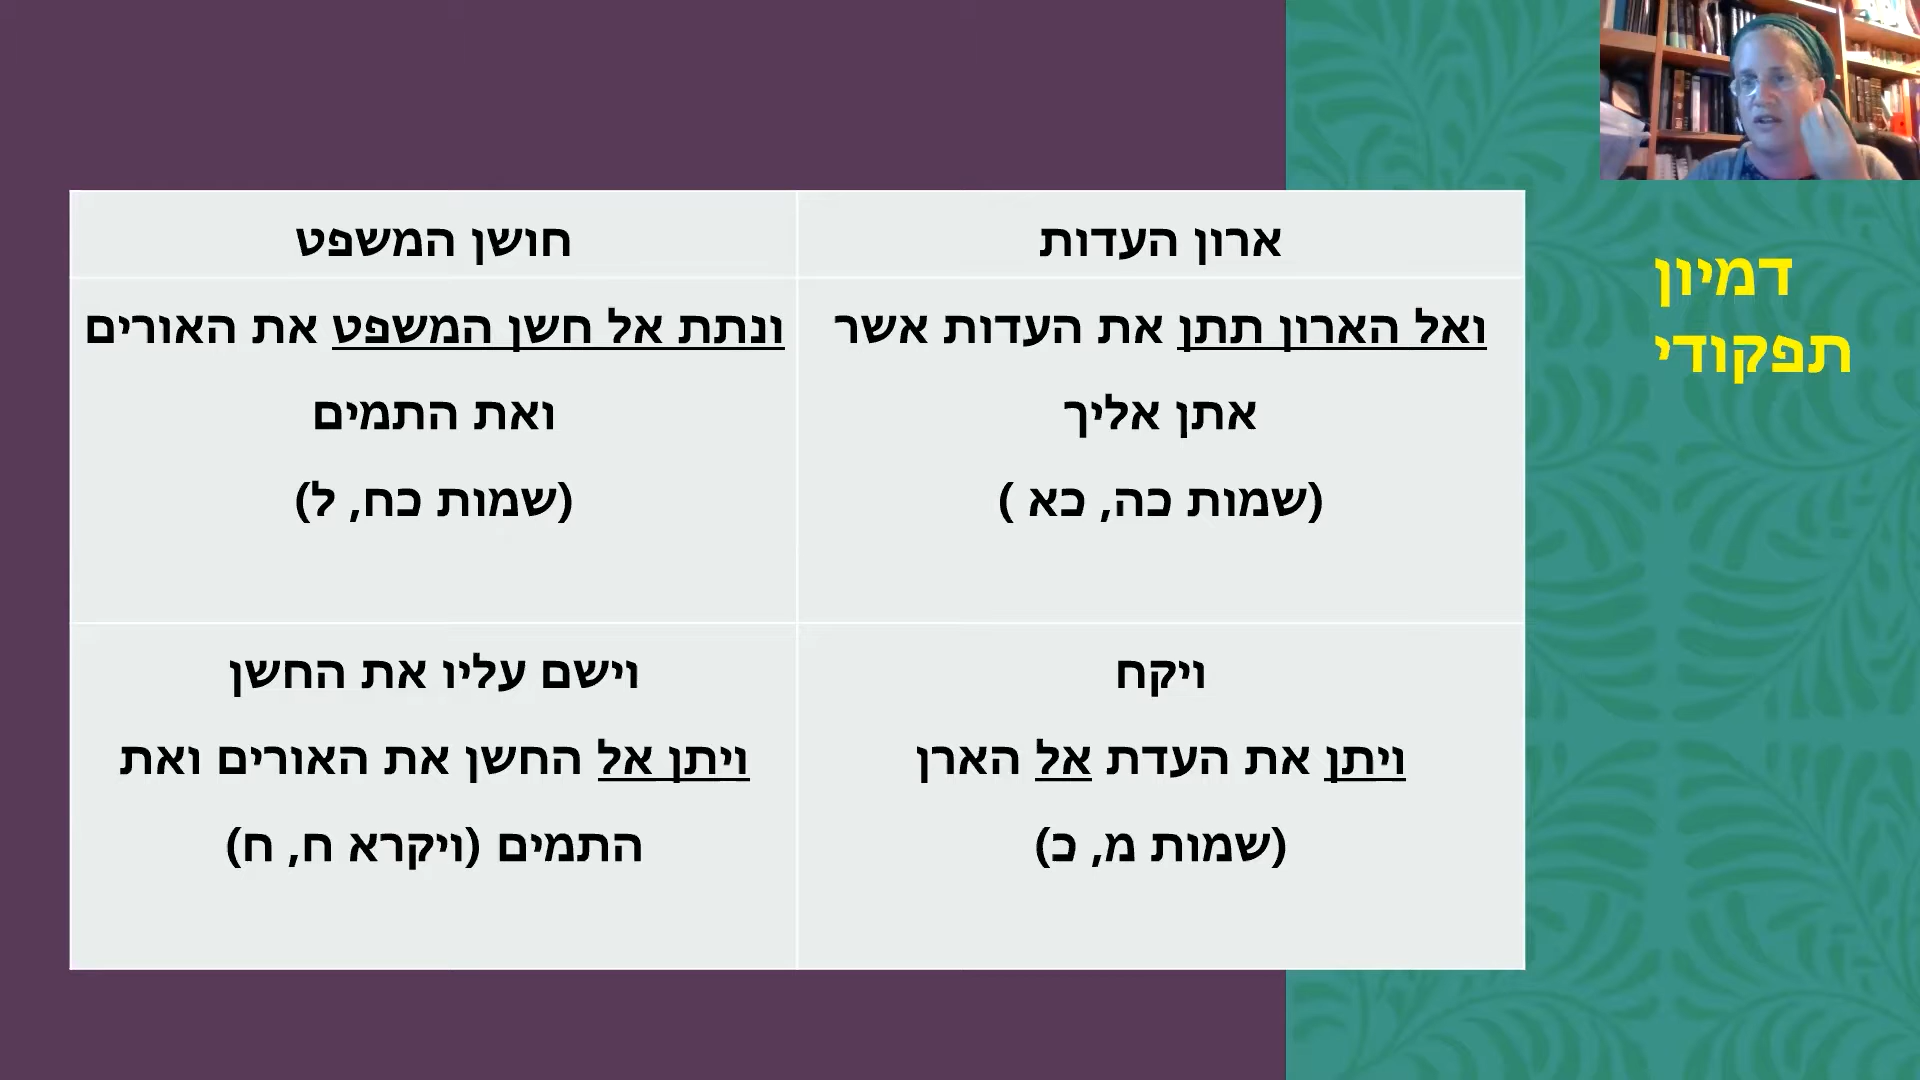 דמיון
תפקודי
ארון העדות
חושן המשפט
ואל הארון תתן את העדות אשר
אתן אליך
(שמות כה, כא )
ונתת אל חשן המשפט את האורים
ואת התמים
(שמות כח, ל)
ויקח
ויתן את העדת אל הארן
(שמות מ, כ)
וישם עליו את החשן
ויתן אל החשן את האורים ואת
התמים (ויקרא ח, ח)